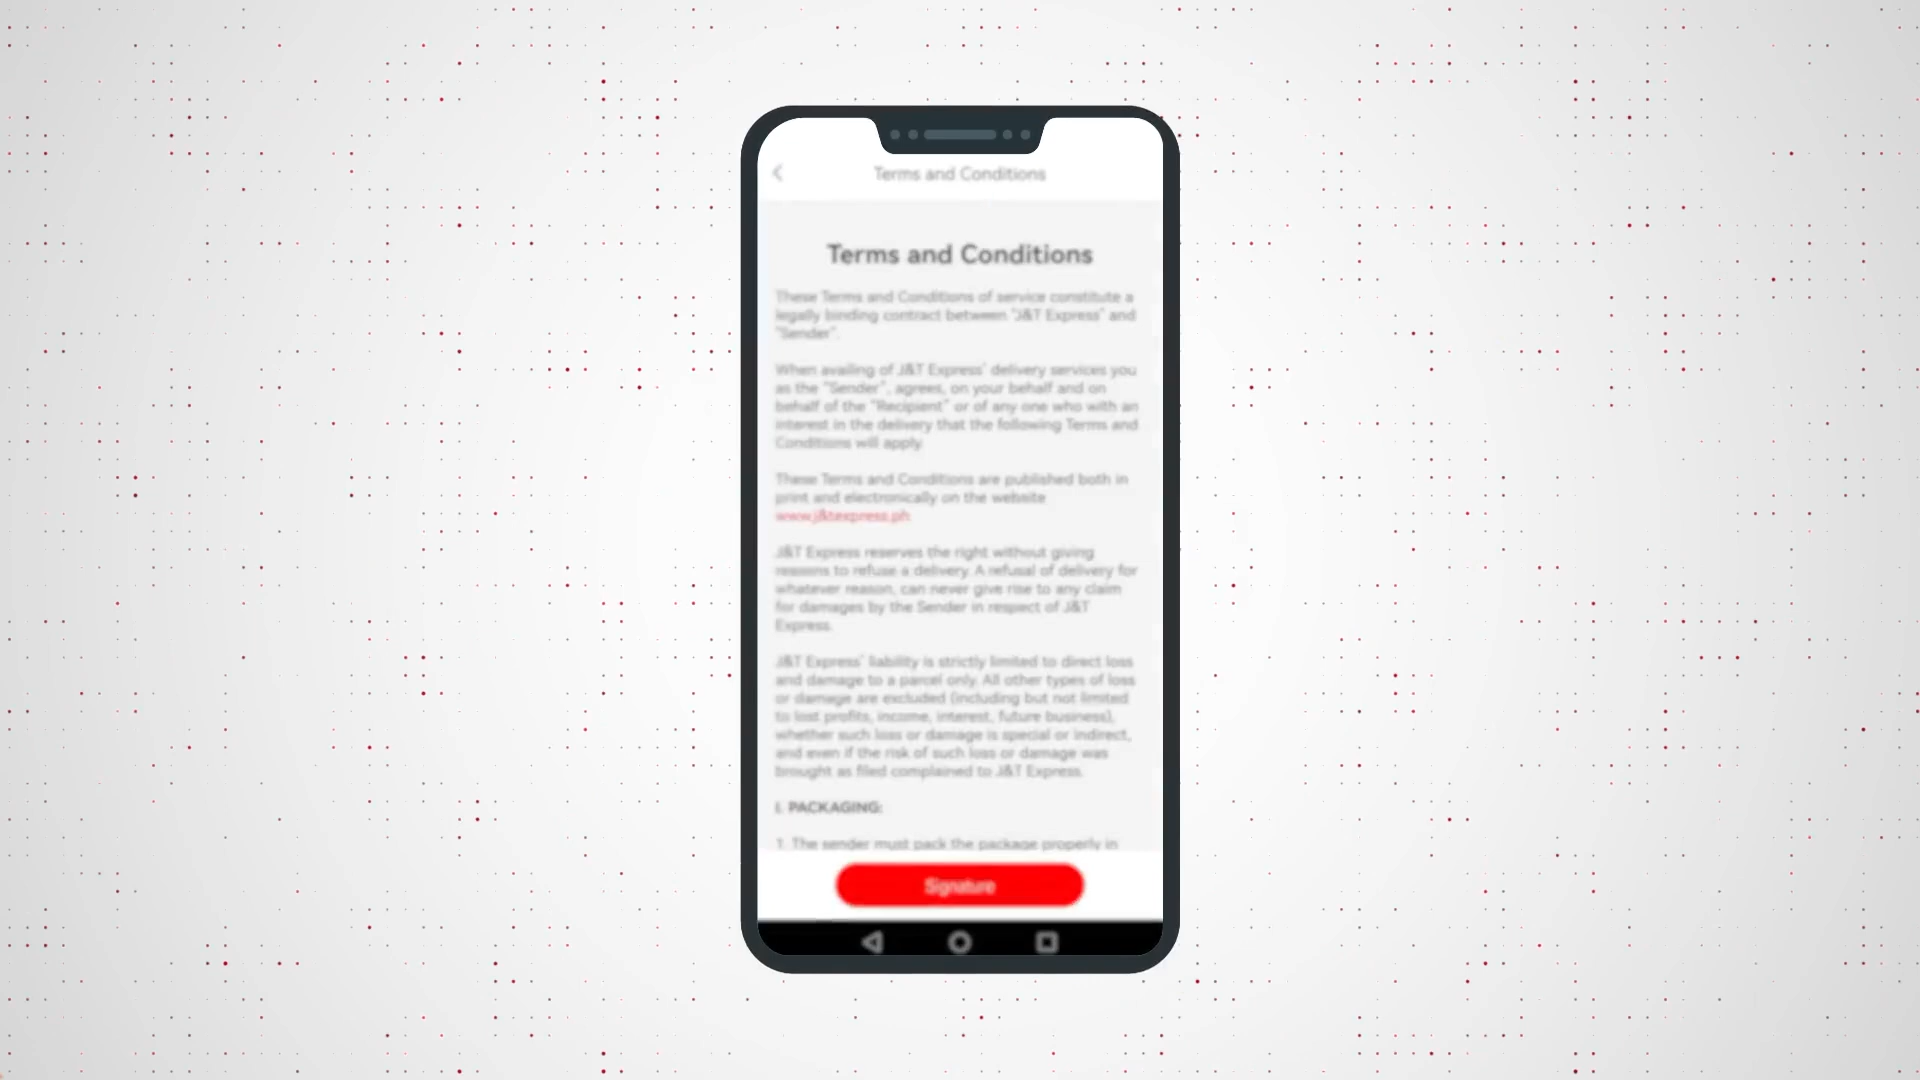 Terms and Conditions
Terms and Conditions
These Terms and Conditions of service constitute a
legally binding contract between "J&T Express" and
"Sender".
When availing of J&T Express' delivery services you
as the "Sender", agrees, on your behalf and on
behalf of the "Recipient" or of any one who with an
interest in the delivery that the following Terms and
Conditions will apply.
These Terms and Conditions are published both in
print and electronically on the website
www.j&texpress.ph
J&T Express reserves the right without giving
reasons to refuse a delivery. A refusal of delivery for
whatever reason, can never give rise to any claim
for damages by the Sender in respect of J&T
Express.
J&T Express' liability is strictly limited to direct loss
and damage to a parcel only. All other types of loss
or damage are excluded (including but not limited
to lost profits, income, interest, future business),
whether such loss or damage is special or indirect,
and even if the risk of such loss or damage was
brought as filed complained to J&T Express.
I. PACKAGING:
1. The sender must pack the package properly in
Signature